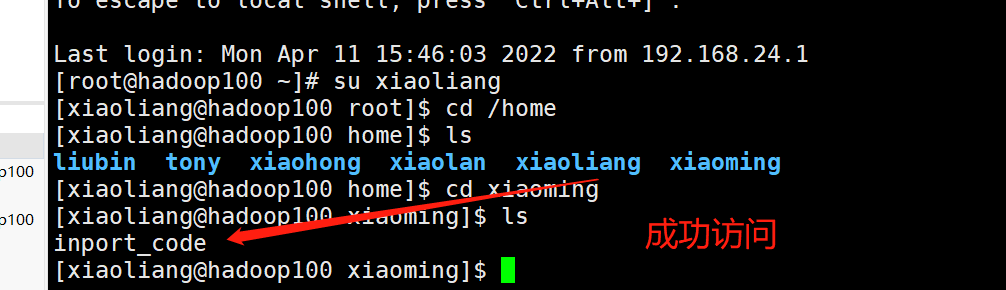 To escape to local shell, press 'Ctrl+Alt+]'.
Last login: Mon Apr 11 15:46:03 2022 from 192.168.24.1
[root@hadoop100 ~]# su xiaoliang
[xiaoliang@hadoop100 root]$ cd /home
[xiaoliang@hadoop100 home]$ ls
liubin tony xiaohong xiaolan xiaoliang xiaoming
p100
[xiaoliang@hadoop100 home]$ cd xiaoming
p100
[xiaoliang@hadoop100 xiaoming]$ ls
inport_code
成功访问
[xiaoliang@hadoop100 xiaoming]$